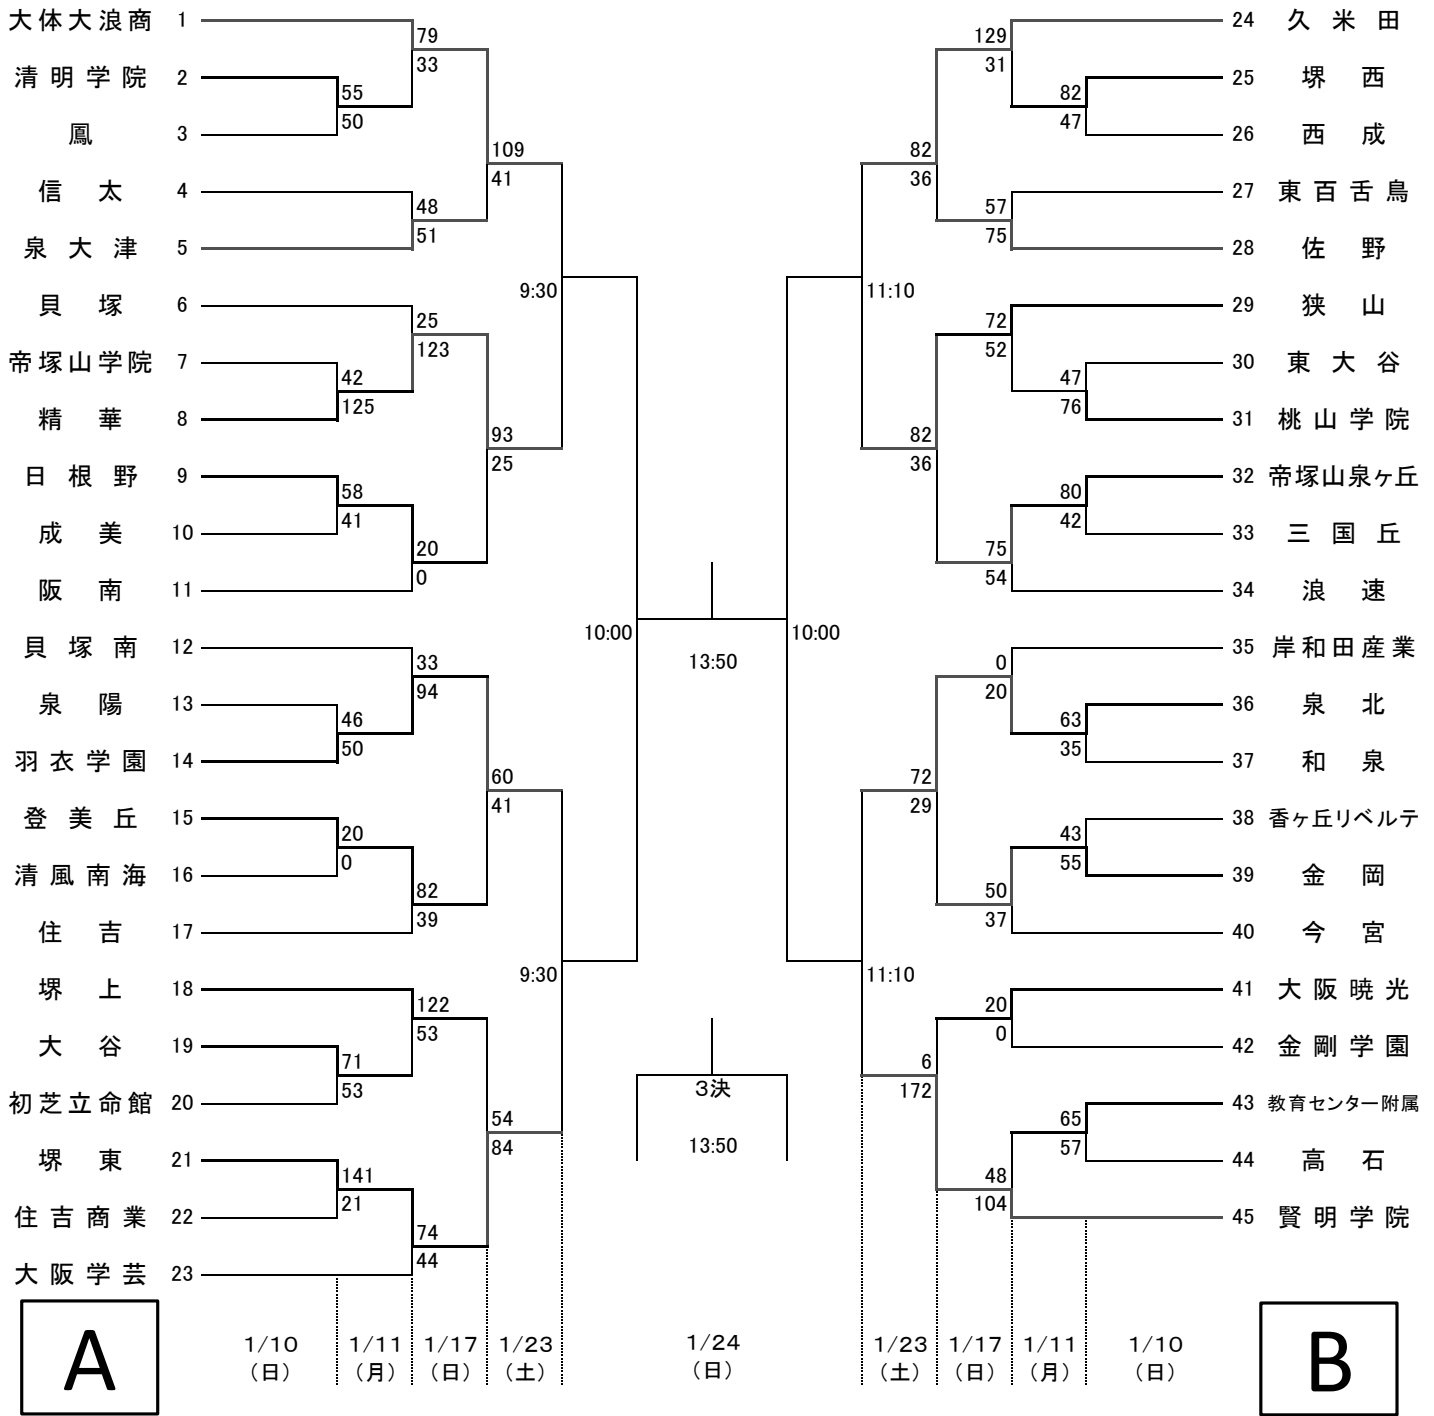 大体大浪商 1
清明学院 2
鳳 3
信太 4
泉大津 5
貝塚 6
帝塚山学院 7
精華 8
日根野 9
成美 10
阪南 11
貝塚南 12
泉陽 13
羽衣学園 14
登美丘 15
清風南海 16
住吉 17
堺上 18
大谷 19
初芝立命館 20
堺東 21
住吉商業 22
大阪学芸 23
55
50
42
125
58
41
46
50
20
0
71
53
141
21
79
33
48
51
25
123
20
0
33
94
82
39
122
53
74
44
109
41
93
25
60
41
54
84
9:30
9:30
10:00
13:50
10:00
3決
13:50
11:10
11:10
82
36
82
36
72
29
6
172
129
31
57
75
72
52
75
54
0
20
50
37
20
0
48
104
82
47
47
76
80
42
63
35
43
55
65
57
24 久米田
25 堺西
26 西成
27 東百舌鳥
28 佐野
29 狭山
30 東大谷
31 桃山学院
32 帝塚山泉ヶ丘
33 三国丘
34 浪速
35 岸和田産業
36 泉北
37 和泉
38 香ヶ丘リベルテ
39 金岡
40 今宮
41 大阪暁光
42 金剛学園
43 教育センター附属
44 高石
45 賢明学院
A
1/10
（日）
1/11
（月）
1/17
（日）
1/23
（土）
1/24
（日）
1/23
（土）
1/17
（日）
1/11
（月）
1/10
（日）
B